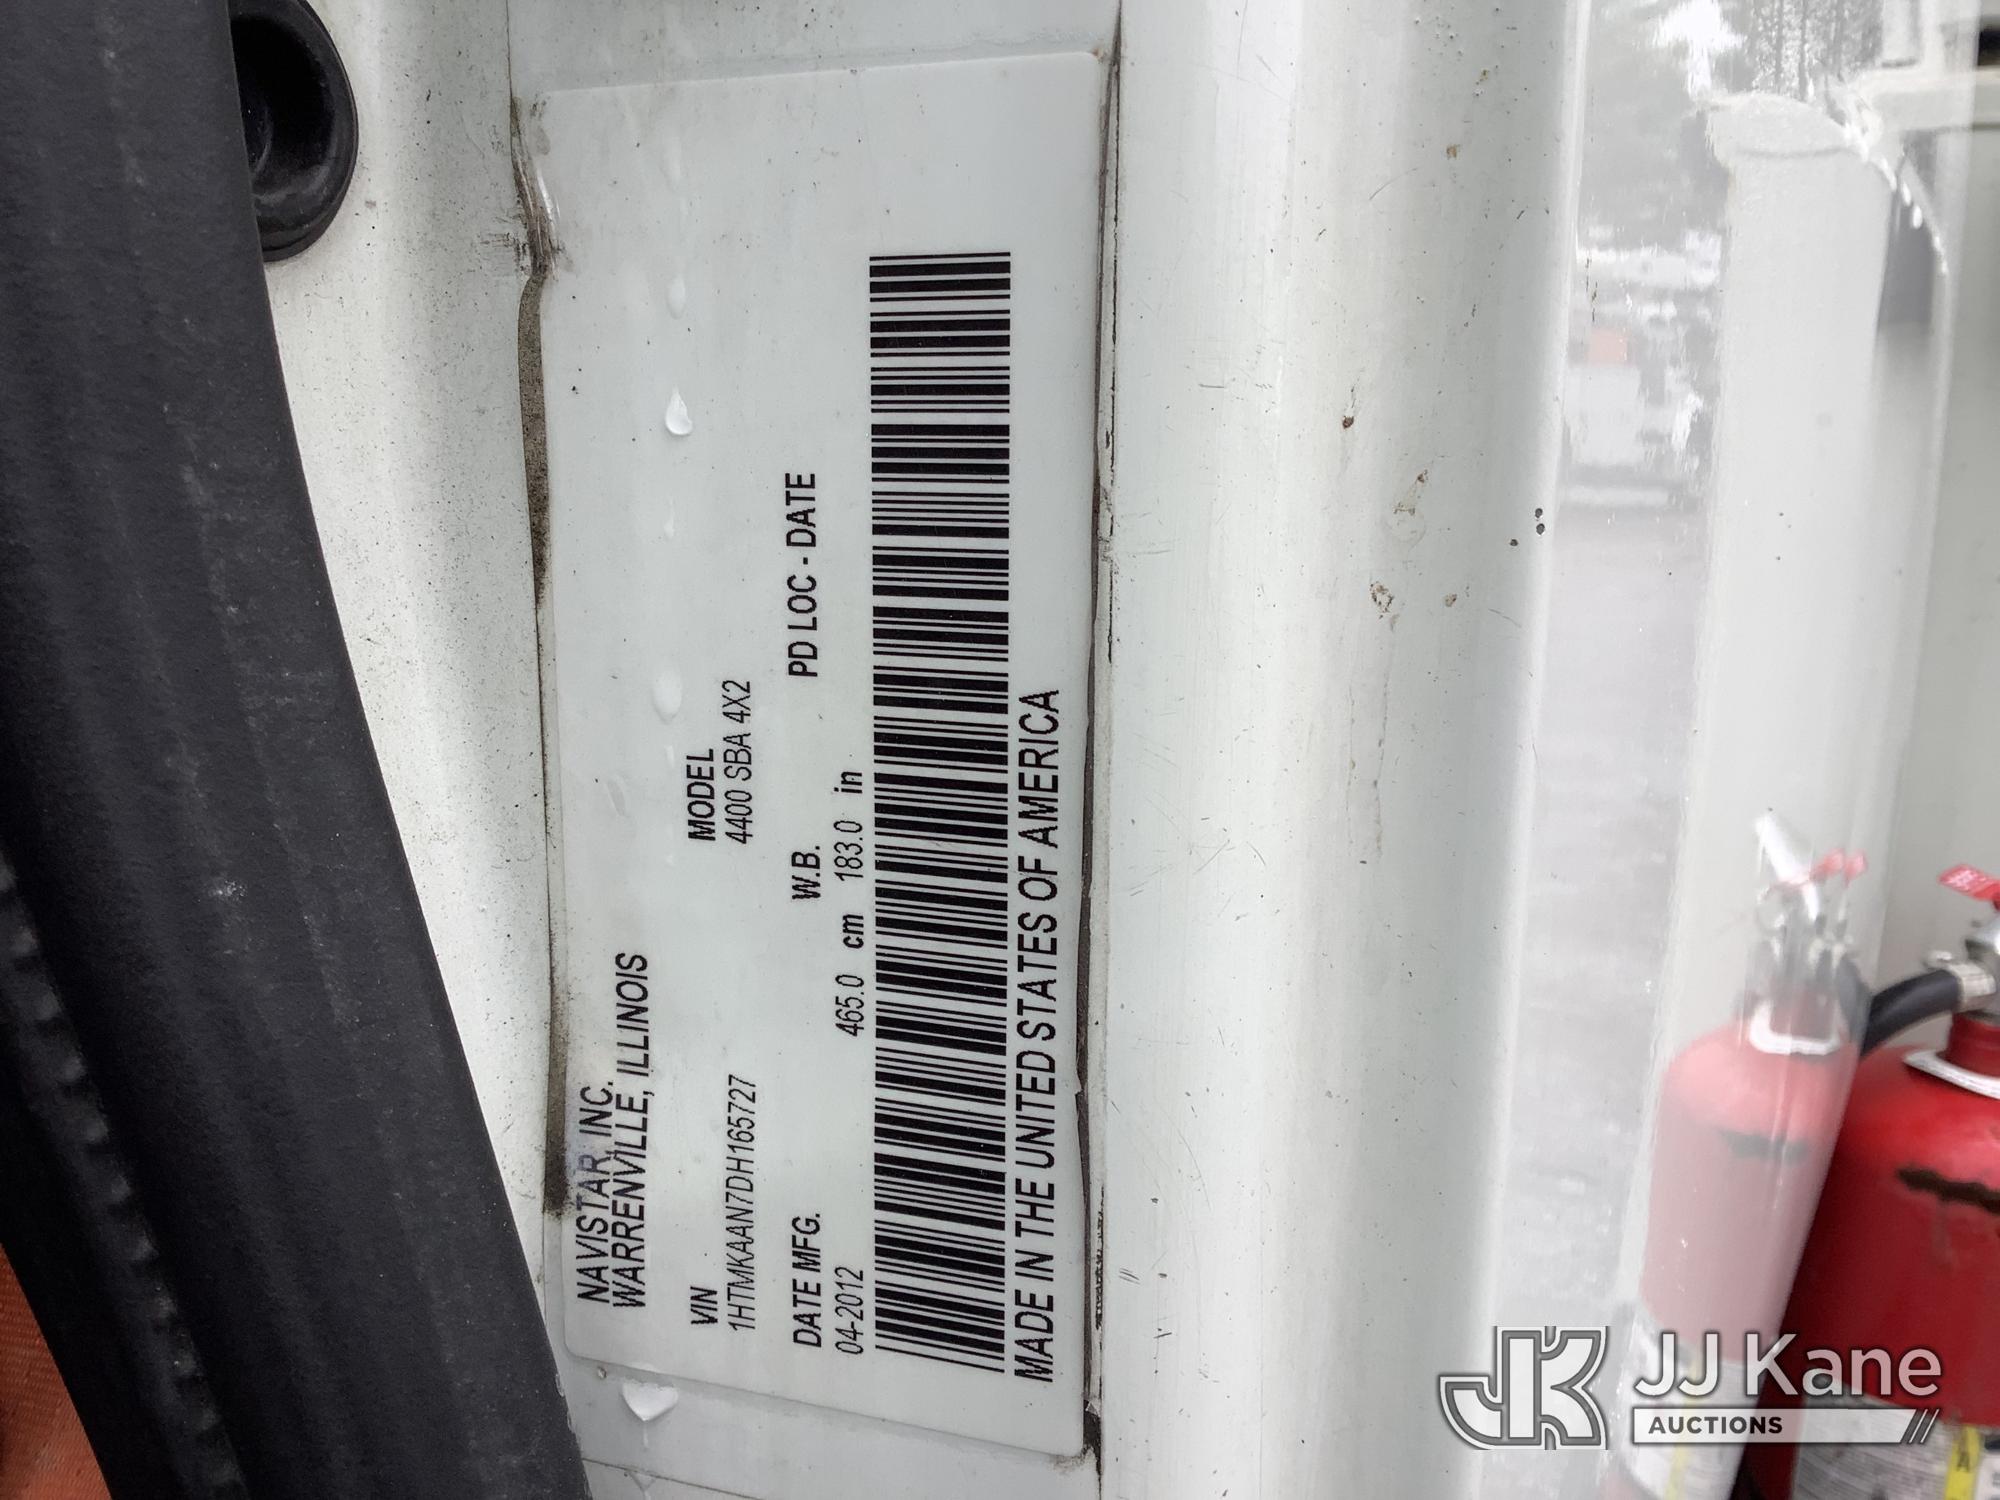 NAVISTAR, INC.
WARRENVILLE, ILLINOIS
VIN MODEL
1HTMKAAN7DH165727 4400 SBA 4X2
DATE MFG. W.B. PD LOC - DATE
04-2012 465.0 cm 183.0 in
MADE IN THE UNITED STATES OF AMERICA
JK JJ Kane
AUCTIONS